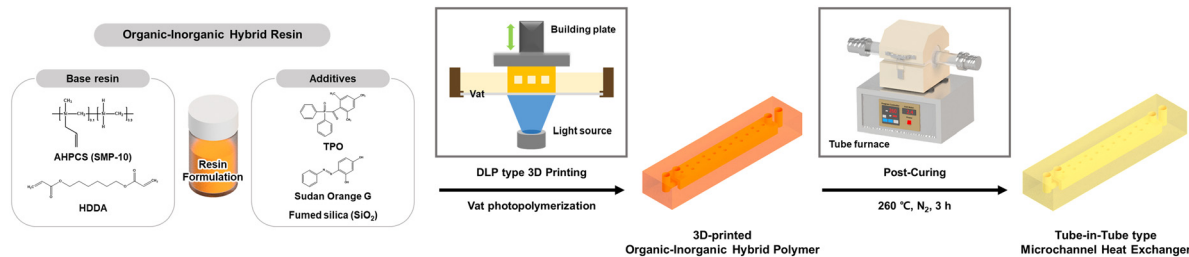 Organic-Inorganic Hybrid Resin
Base resin
AHPCS (SMP-10)
HDDA
Resin
Formulation
Additives
TPO
Sudan Orange G
Fumed silica (SiO₂)
Building plate
Vat
Light source
DLP type 3D Printing
Vat photopolymerization
3D-printed
Organic-Inorganic Hybrid Polymer
Tube furnace
Post-Curing
260 ℃, N₂, 3 h
Tube-in-Tube type
Microchannel Heat Exchanger